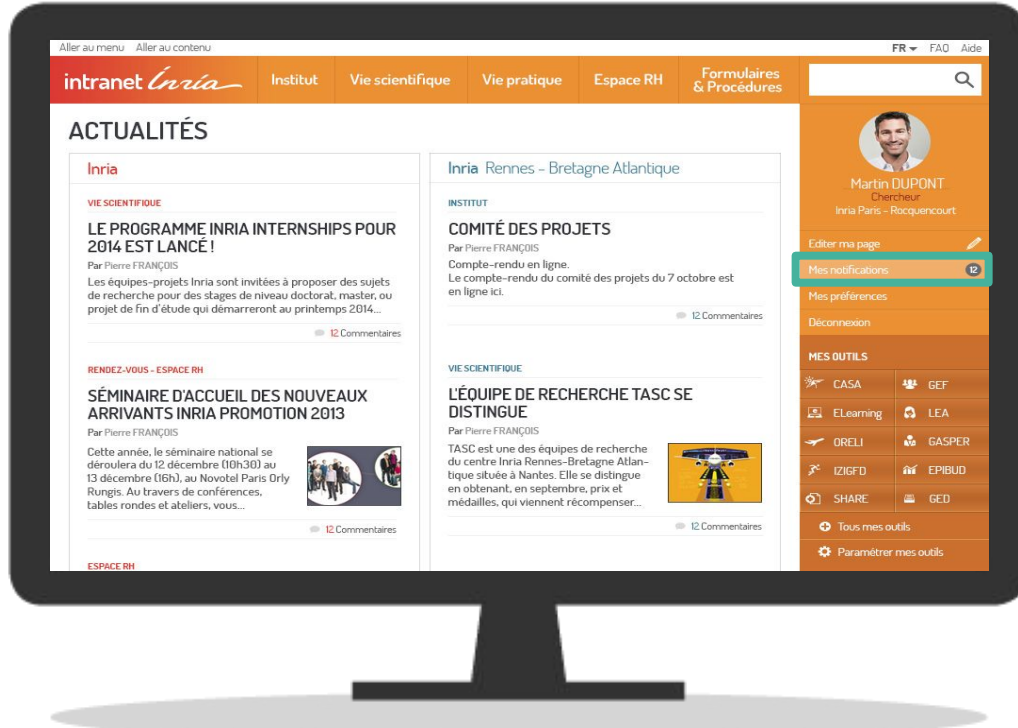 Aller au menu Aller au contenu
FR FAQ Aide
intranet Inria
Institut
Vie scientifique
Vie pratique
Espace RH
Formulaires
& Procédures
ACTUALITÉS
Inria
VIE SCIENTIFIQUE
LE PROGRAMME INRIA INTERNSHIPS POUR
2014 EST LANCÉ !
Par Pierre FRANÇOIS
Les équipes-projets Inria sont invitées à proposer des sujets
de recherche pour des stages de niveau doctorat, master, ou
projet de fin d'étude qui démarreront au printemps 2014...
12 Commentaires
RENDEZ-VOUS - ESPACE RH
SÉMINAIRE D'ACCUEIL DES NOUVEAUX
ARRIVANTS INRIA PROMOTION 2013
Par Pierre FRANÇOIS
Cette année, le séminaire national se
déroulera du 12 décembre (10h30) au
13 décembre (16h), au Novotel Paris Orly
Rungis. Au travers de conférences,
tables rondes et ateliers, vous...
12 Commentaires
ESPACE RH
Inria Rennes - Bretagne Atlantique
INSTITUT
COMITÉ DES PROJETS
Par Pierre FRANÇOIS
Compte-rendu en ligne.
Le compte-rendu du comité des projets du 7 octobre est
en ligne ici.
12 Commentaires
VIE SCIENTIFIQUE
L'ÉQUIPE DE RECHERCHE TASC SE
DISTINGUE
Par Pierre FRANÇOIS
TASC est une des équipes de recherche
du centre Inria Rennes-Bretagne Atlan-
tique située à Nantes. Elle se distingue
en obtenant, en septembre, prix et
médailles, qui viennent récompenser...
12 Commentaires
Martin DUPONT
Chercheur
Inria Paris - Rocquencourt
Editer ma page
Mes notifications 12
Mes préférences
Déconnexion
MES OUTILS
CASA GEF
ELearning LEA
ORELI GASPER
IZIGFD EPIBUD
SHARE GED
Tous mes outils
Paramétrer mes outils